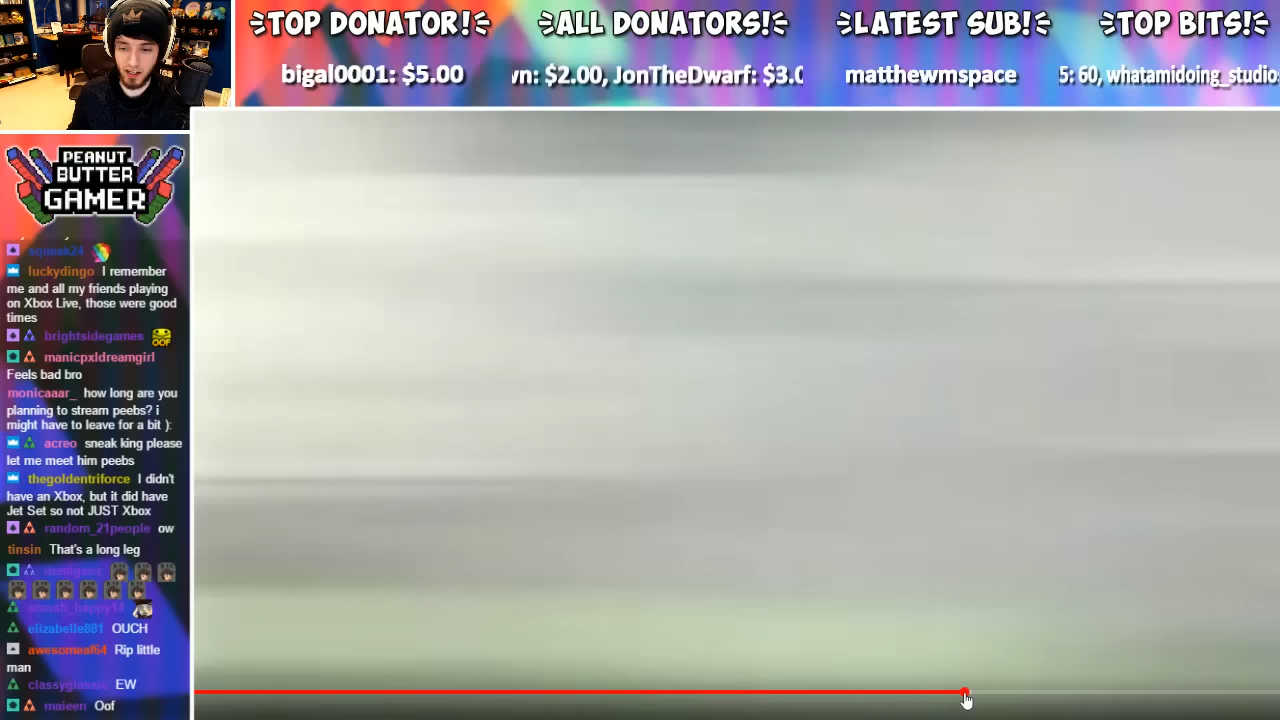 TOP DONATOR!
ALL DONATORS!
LATEST SUB!
TOP BITS!
bigal0001: $5.00
vn: $2.00, JonTheDwarf: $3.0
matthewmspace
5: 60, whatamidoing_studio
PEANUT
BUTTER
GAMER
squeak24
luckydingo I remember
me and all my friends playing
on Xbox Live, those were good
times
brightsidegames
OOF
manicpxldreamgirl
Feels bad bro
monicaaar_ how long are you
planning to stream peebs? i
might have to leave for a bit ):
acreo sneak king please
let me meet him peebs
thegoldentriforce I didn't
have an Xbox, but it did have
Jet Set so not JUST Xbox
random_21people ow
tinsin That's a long leg
elizabelle881 OUCH
awesomeaf64 Rip little
man
classyglassie EW
maieen Oof